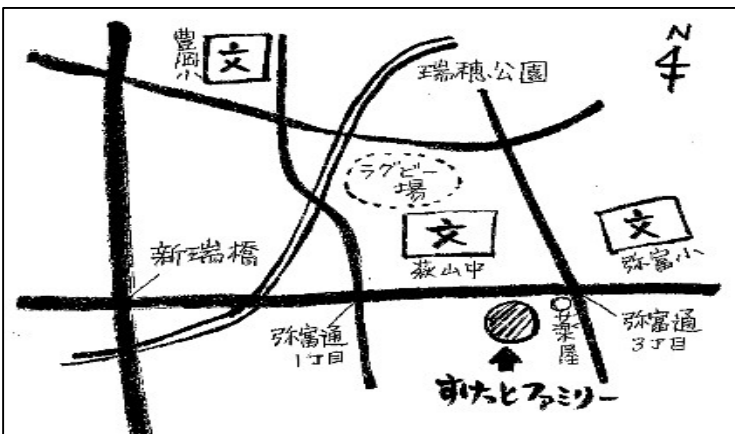 豊岡小
文
瑞穂公園
N
ラグビー
場
文
萩山中
文
弥富小
新瑞橋
弥富通
1丁目
弥富通
3丁目
すけっとファミリー